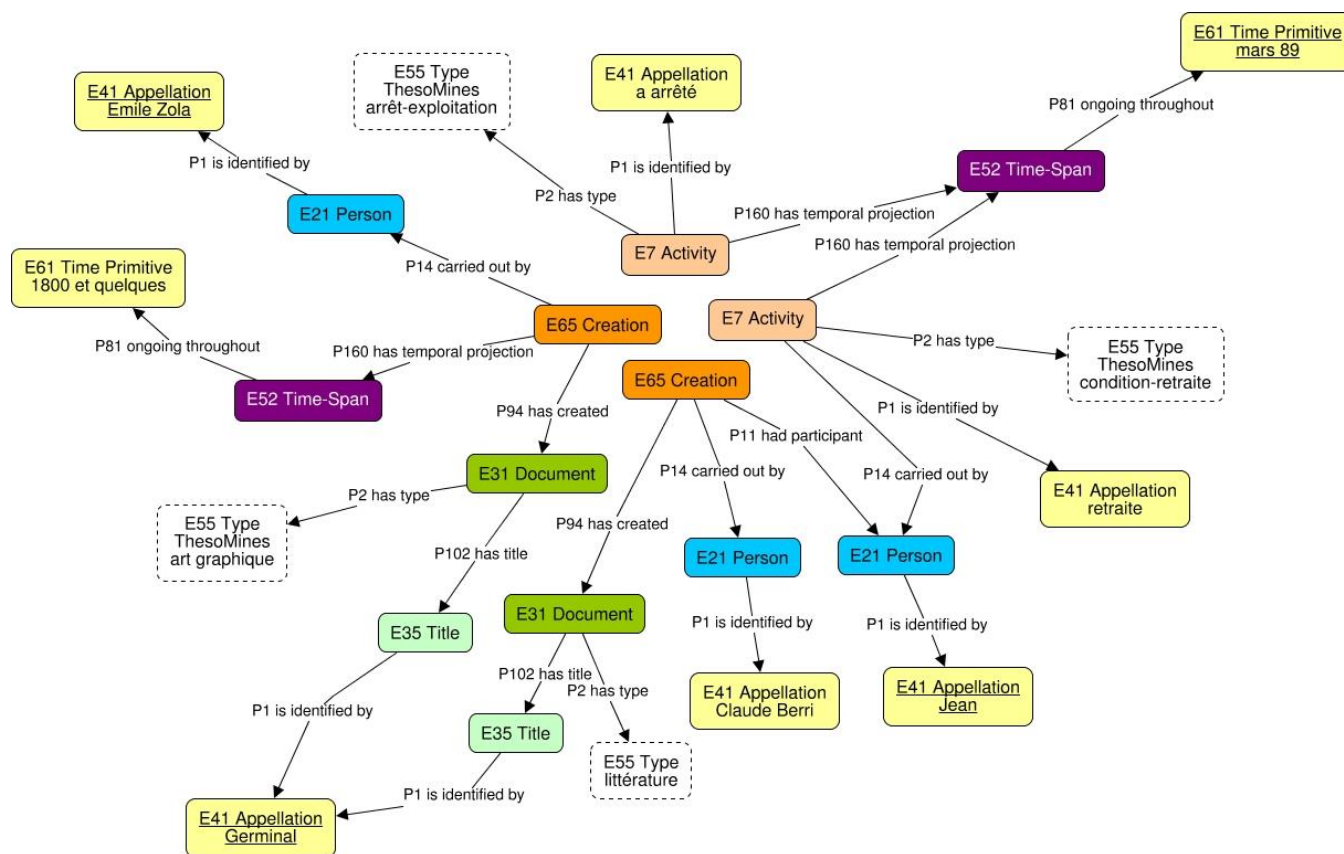 E61 Time Primitive
mars 89
E55 Type
ThesoMines
arrêt-exploitation
E41 Appellation
a arrêté
E41 Appellation
Emile Zola
P81 ongoing throughout
P1 is identified by
P1 is identified by
E52 Time-Span
P2 has type
E21 Person
P160 has temporal projection
P160 has temporal projection
E7 Activity
E61 Time Primitive
1800 et quelques
P14 carried out by
E65 Creation
E7 Activity
P81 ongoing throughout
P160 has temporal projection
P2 has type
E55 Type
ThesoMines
condition-retraite
E65 Creation
E52 Time-Span
P94 has created
P1 is identified by
P11 had participant
E31 Document
P14 carried out by
P14 carried out by
P2 has type
E41 Appellation
retraite
E55 Type
ThesoMines
art graphique
P94 has created
P102 has title
E21 Person
E21 Person
E31 Document
P1 is identified by
P1 is identified by
E35 Title
P102 has title
P2 has type
E41 Appellation
Claude Berri
E41 Appellation
Jean
P1 is identified by
E35 Title
E55 Type
littérature
P1 is identified by
E41 Appellation
Germinal